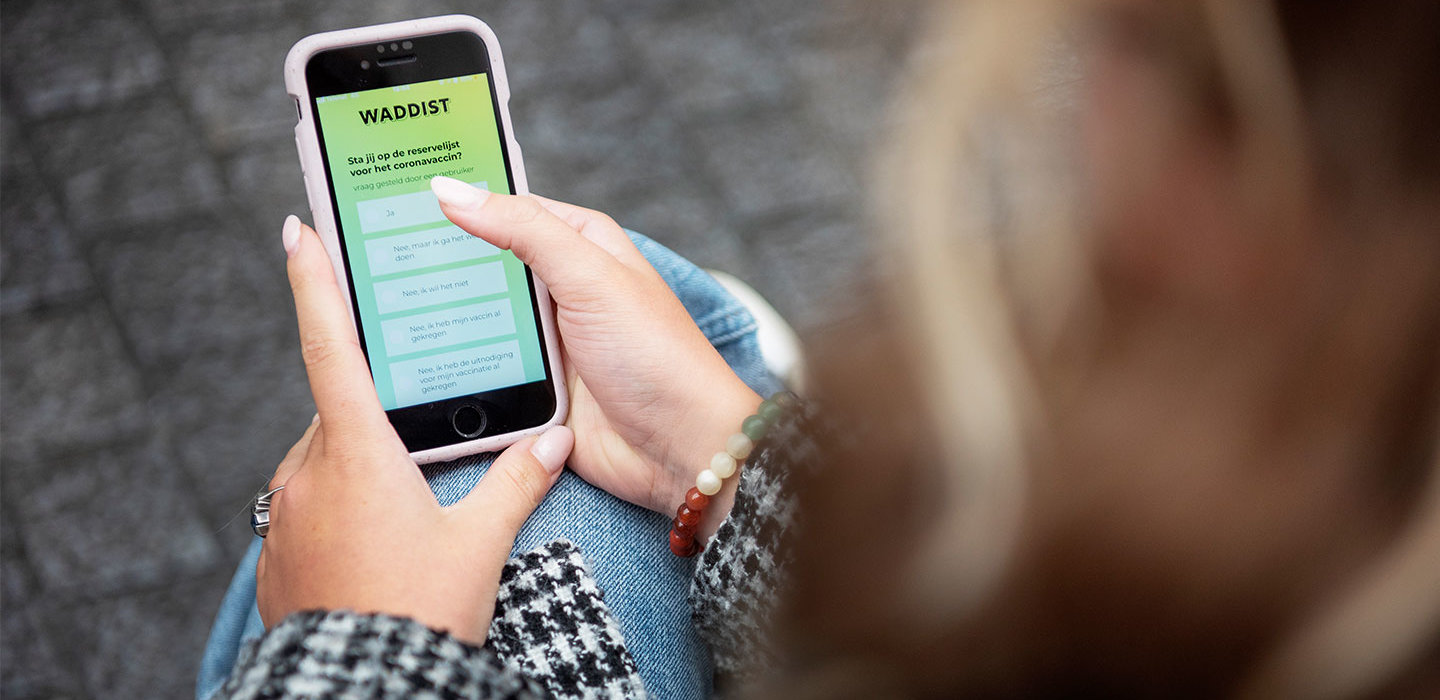 WADDIST
Sta jij op de reservelijst
voor het coronavaccin?
vraag gesteld door een gebruiker
Ja
Nee, maar ik ga het
doen
Nee, ik wil het niet
Nee, ik heb mijn vaccin al
gekregen
Nee, ik heb de uitnodiging
voor mijn vaccinatie al
gekregen